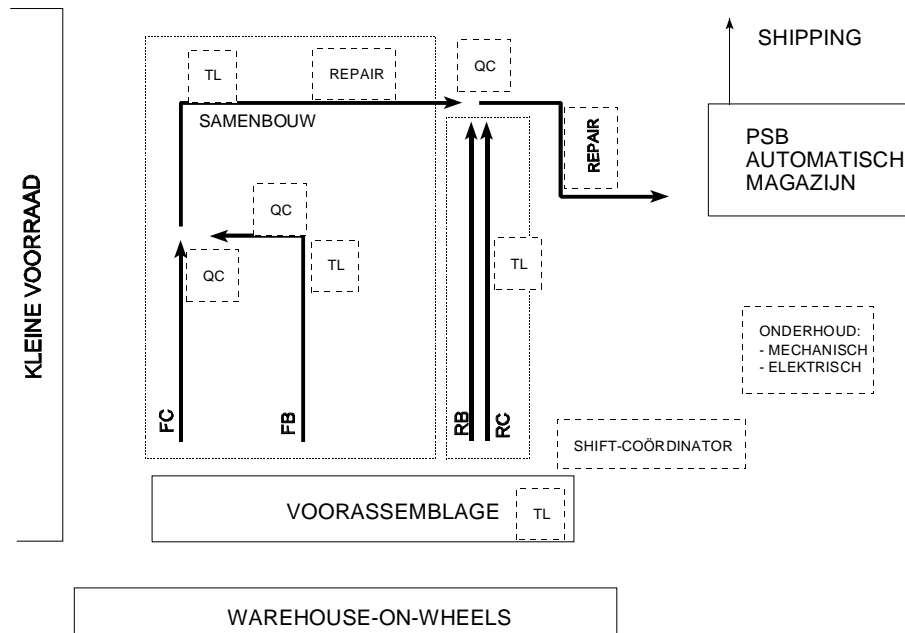 SHIPPING
TL
REPAIR
QC
SAMENBOUW
REPAIR
PSB
AUTOMATISCH
MAGAZIJN
KLEINE VOORRAAD
QC
QC
TL
TL
ONDERHOUD:
- MECHANISCH
- ELEKTRISCH
FC
FB
RB
RC
SHIFT-COÖRDINATOR
VOORASSEMBLAGE
TL
WAREHOUSE-ON-WHEELS